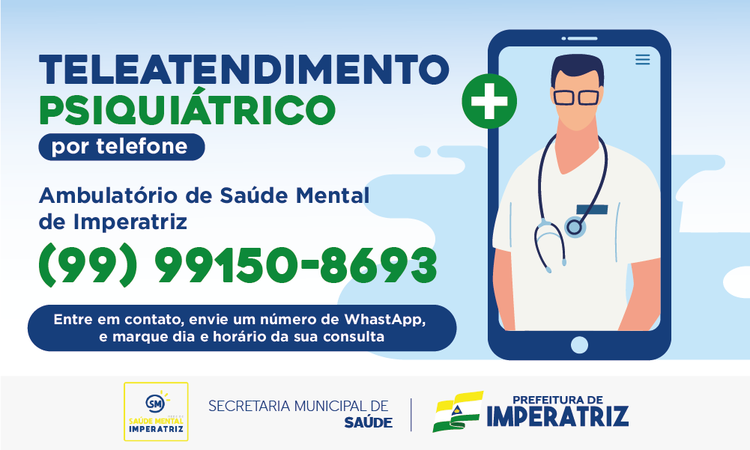 TELEATENDIMENTO
PSIQUIÁTRICO
por telefone
Ambulatório de Saúde Mental
de Imperatriz
(99) 99150-8693
Entre em contato, envie um número de WhastApp,
e marque dia e horário da sua consulta
SM
SAÚDE MENTAL
IMPERATRIZ
SECRETARIA MUNICIPAL DE
SAÚDE
PREFEITURA DE
IMPERATRIZ